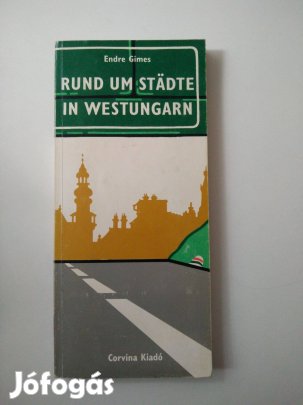 Endre Gimes
RUND UM STÄDTE
IN WESTUNGARN
Corvina Kiadó
Jófogás